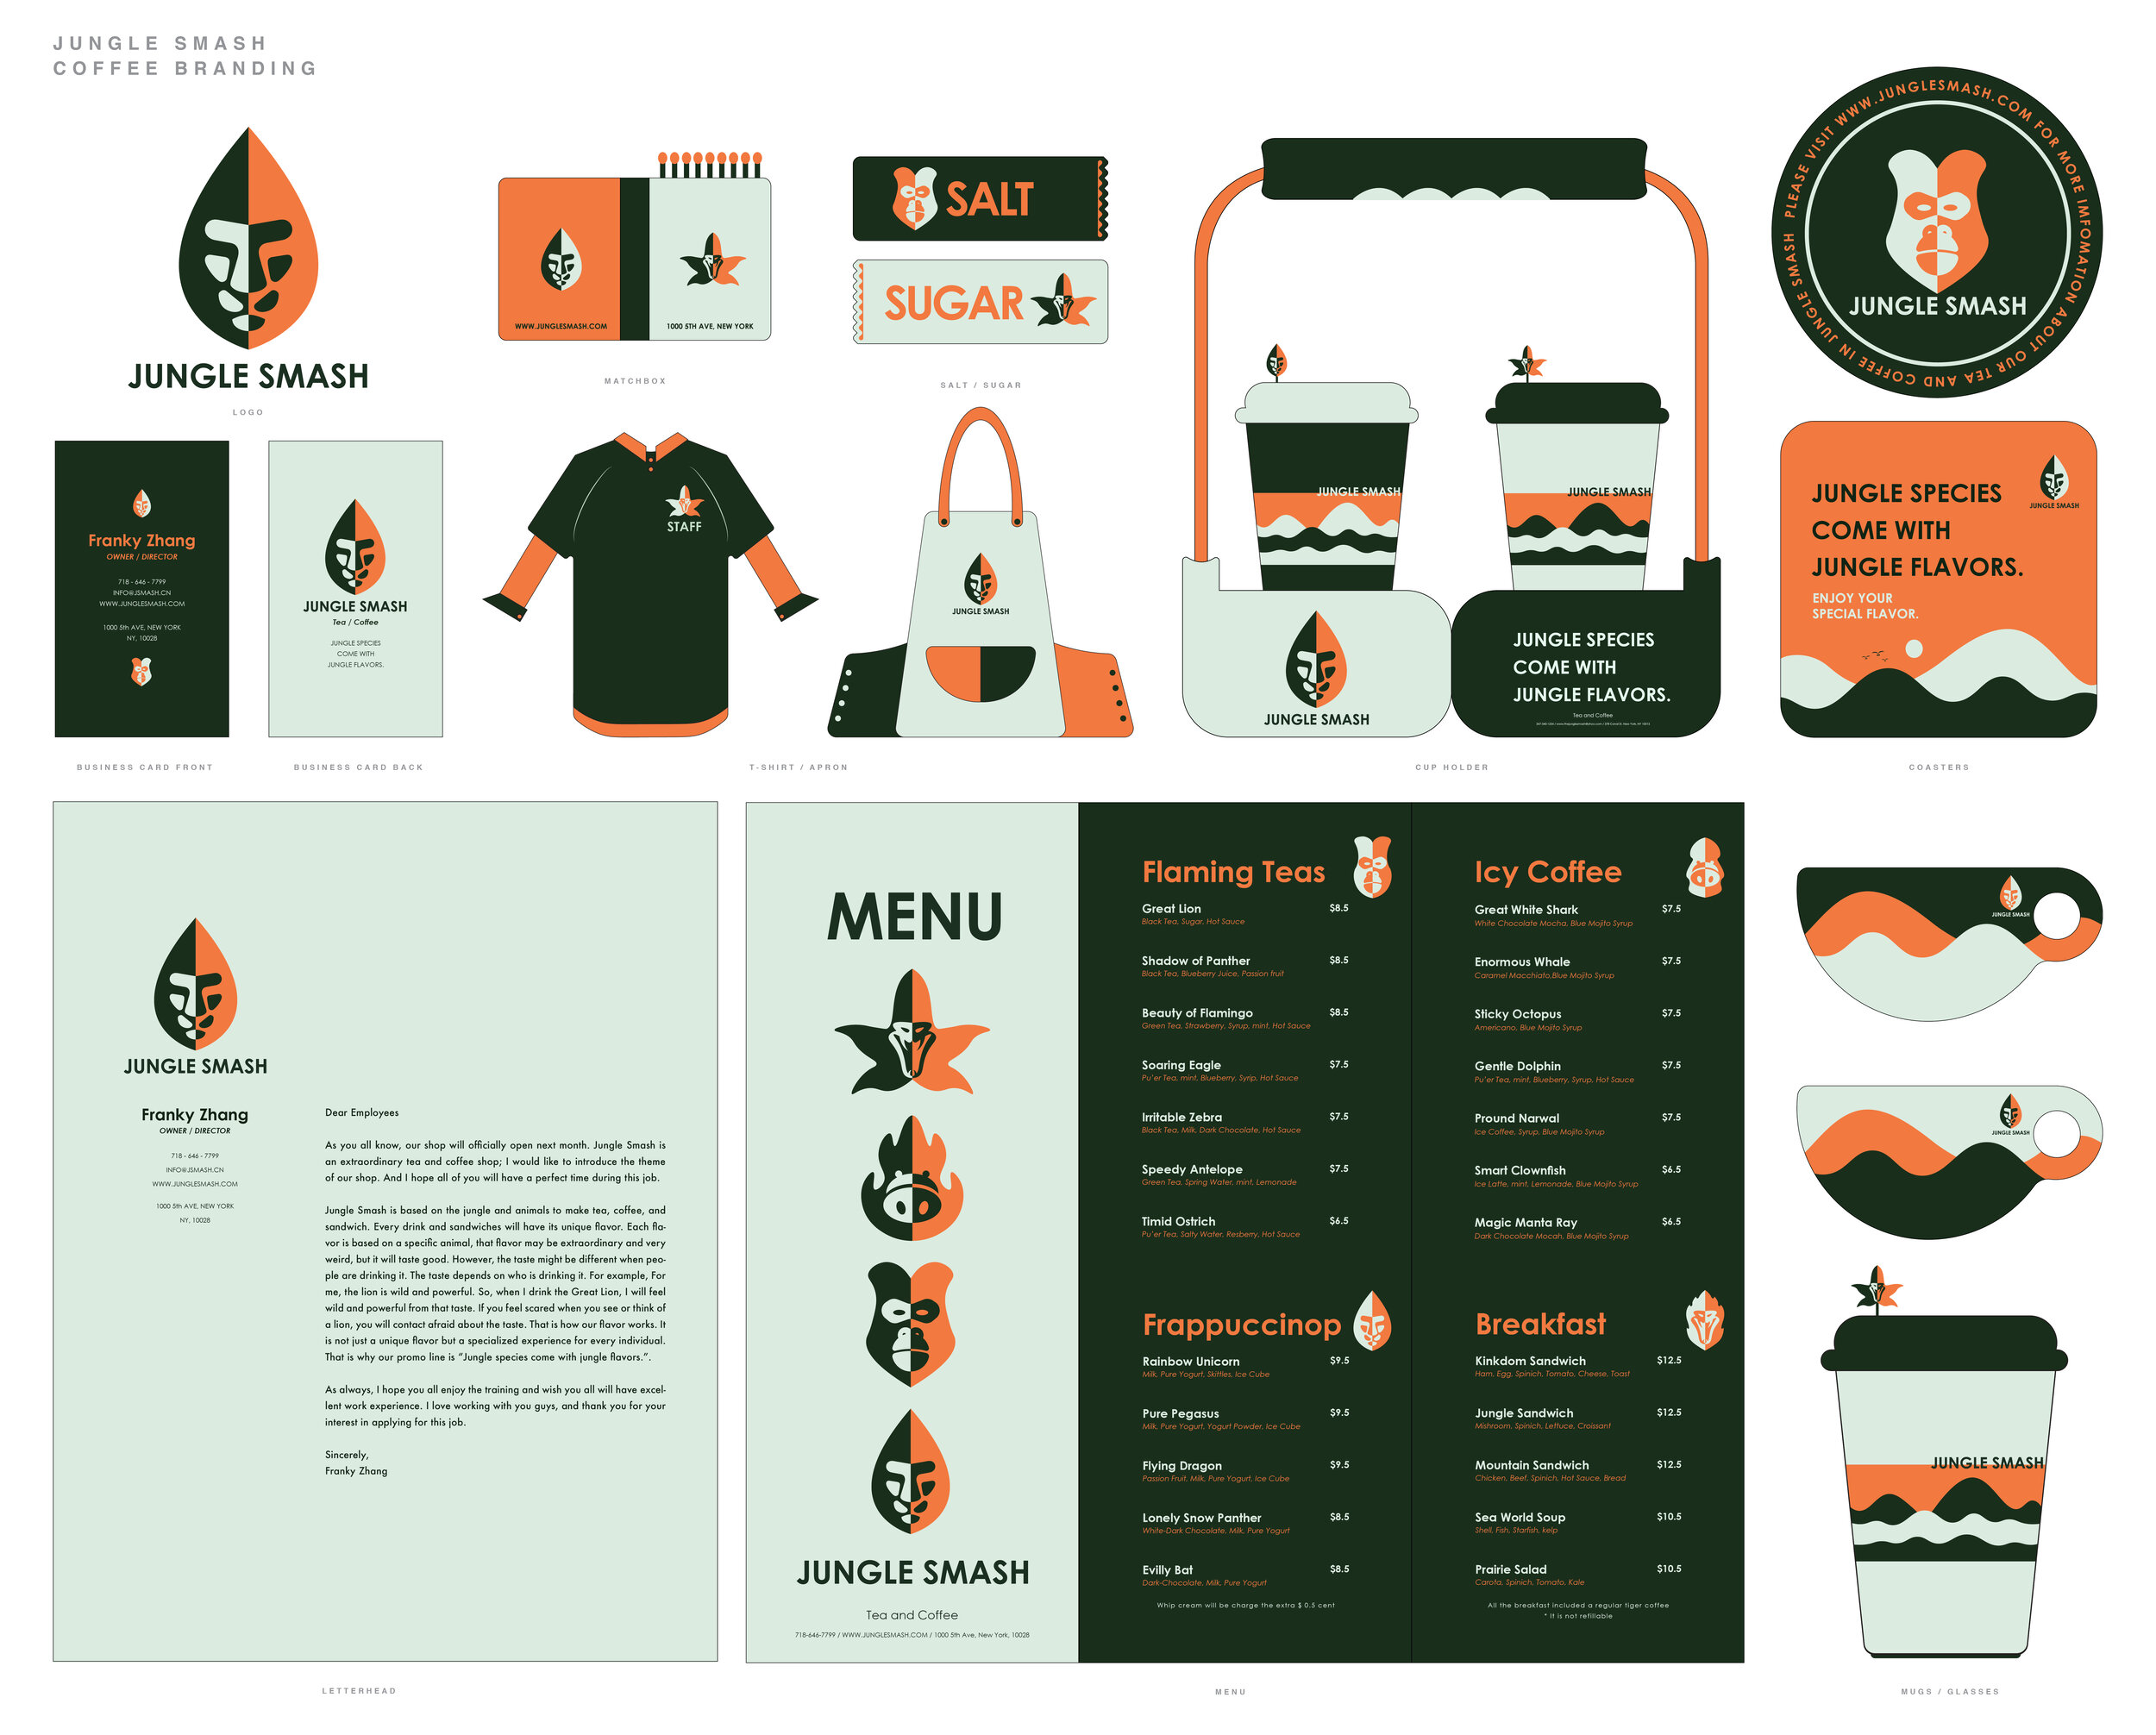 JUNGLE SMASH
COFFEE BRANDING
JUNGLE SMASH
LOGO
WWW.JUNGLESMASH.COM
1000 5TH AVE, NEW YORK
MATCHBOX
SALT
SUGAR
SALT / SUGAR
JUNGLE SMASH
JUNGLE SMASH
JUNGLE SMASH
JUNGLE SPECIES
COME WITH
JUNGLE FLAVORS.
Tea and Coffee
CUP HOLDER
PLEASE VISIT WWW.JUNGLESMASH.COM FOR MORE IMFOMATION ABOUT OUR TEA AND COFFEE IN JUNGLE SMASH
JUNGLE SMASH
JUNGLE SPECIES
COME WITH
JUNGLE FLAVORS.
JUNGLE SMASH
ENJOY YOUR
SPECIAL FLAVOR.
COASTERS
Franky Zhang
OWNER / DIRECTOR
718 - 646 - 7799
INFO@JSMASH.CN
WWW.JUNGLESMASH.COM
1000 5th AVE, NEW YORK
NY, 10028
BUSINESS CARD FRONT
JUNGLE SMASH
Tea / Coffee
JUNGLE SPECIES
COME WITH
JUNGLE FLAVORS.
BUSINESS CARD BACK
STAFF
JUNGLE SMASH
T-SHIRT / APRON
JUNGLE SMASH
Franky Zhang
OWNER / DIRECTOR
718 - 646 - 7799
INFO@JSMASH.CN
WWW.JUNGLESMASH.COM
1000 5th AVE, NEW YORK
NY, 10028
Dear Employees
As you all know, our shop will officially open next month. Jungle Smash is
an extraordinary tea and coffee shop; I would like to introduce the theme
of our shop. And I hope all of you will have a perfect time during this job.
Jungle Smash is based on the jungle and animals to make tea, coffee, and
sandwich. Every drink and sandwiches will have its unique flavor. Each fla-
vor is based on a specific animal, that flavor may be extraordinary and very
weird, but it will taste good. However, the taste might be different when peo-
ple are drinking it. The taste depends on who is drinking it. For example, For
me, the lion is wild and powerful. So, when I drink the Great Lion, I will feel
wild and powerful from that taste. If you feel scared when you see or think of
a lion, you will contact afraid about the taste. That is how our flavor works. It
is not just a unique flavor but a specialized experience for every individual.
That is why our promo line is “Jungle species come with jungle flavors.”.
As always, I hope you all enjoy the training and wish you all will have excel-
lent work experience. I love working with you guys, and thank you for your
interest in applying for this job.
Sincerely,
Franky Zhang
LETTERHEAD
MENU
JUNGLE SMASH
Tea and Coffee
718-646-7799 / WWW.JUNGLESMASH.COM / 1000 5th Ave, New York, 10028
Flaming Teas
Great Lion $8.5
Black Tea, Sugar, Hot Sauce
Shadow of Panther $8.5
Black Tea, Blueberry Juice, Passion fruit
Beauty of Flamingo $8.5
Green Tea, Strawberry, Syrup, mint, Hot Sauce
Soaring Eagle $7.5
Pu'er Tea, mint, Blueberry, Syrip, Hot Sauce
Irritable Zebra $7.5
Black Tea, Milk, Dark Chocolate, Hot Sauce
Speedy Antelope $7.5
Green Tea, Spring Water, mint, Lemonade
Timid Ostrich $6.5
Pu'er Tea, Salty Water, Resberry, Hot Sauce
Frappuccinop
Rainbow Unicorn $9.5
Milk, Pure Yogurt, Skittles, Ice Cube
Pure Pegasus $9.5
Milk, Pure Yogurt, Yogurt Powder, Ice Cube
Flying Dragon $9.5
Passion Fruit, Milk, Pure Yogurt, Ice Cube
Lonely Snow Panther $8.5
White-Dark Chocolate, Milk, Pure Yogurt
Evilly Bat $8.5
Dark-Chocolate, Milk, Pure Yogurt
Whip cream will be charge the extra $ 0.5 cent
Icy Coffee
Great White Shark $7.5
White Chocolate Mocha, Blue Mojito Syrup
Enormous Whale $7.5
Caramel Macchiato,Blue Mojito Syrup
Sticky Octopus $7.5
Americano, Blue Mojito Syrup
Gentle Dolphin $7.5
Pu'er Tea, mint, Blueberry, Syrup, Hot Sauce
Pround Narwal $7.5
Ice Coffee, Syrup, Blue Mojito Syrup
Smart Clownfish $6.5
Ice Latte, mint, Lemonade, Blue Mojito Syrup
Magic Manta Ray $6.5
Dark Chocolate Mocah, Blue Mojito Syrup
Breakfast
Kinkdom Sandwich $12.5
Ham, Egg, Spinich, Tomato, Cheese, Toast
Jungle Sandwich $12.5
Mishroom, Spinich, Lettuce, Croissant
Mountain Sandwich $12.5
Chicken, Beef, Spinich, Hot Sauce, Bread
Sea World Soup $10.5
Shell, Fish, Starfish, kelp
Prairie Salad $10.5
Carota, Spinich, Tomato, Kale
All the breakfast included a regular tiger coffee
* It is not refillable
MENU
JUNGLE SMASH
JUNGLE SMASH
JUNGLE SMASH
MUGS / GLASSES